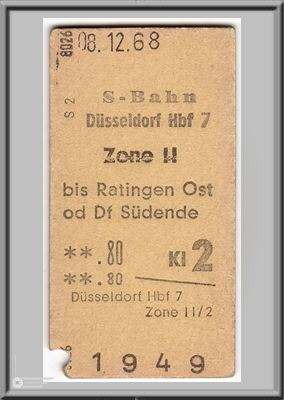 8026
08.12.68
S 2
S-Bahn
Düsseldorf Hbf 7
Zone II
bis Ratingen Ost
od Df Südende
**.80 Kl 2
**.80
Düsseldorf Hbf 7
Zone II/2
1949